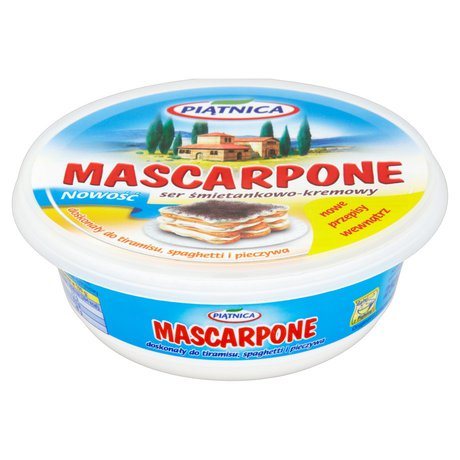 PIĄTNICA
MASCARPONE
NOWOŚĆ
ser śmietankowo-kremowy
doskonały do tiramisu, spaghetti i pieczywa
nowe
przepisy
wewnątrz
PIĄTNICA
MASCARPONE
doskonały do tiramisu, spaghetti i pieczywa